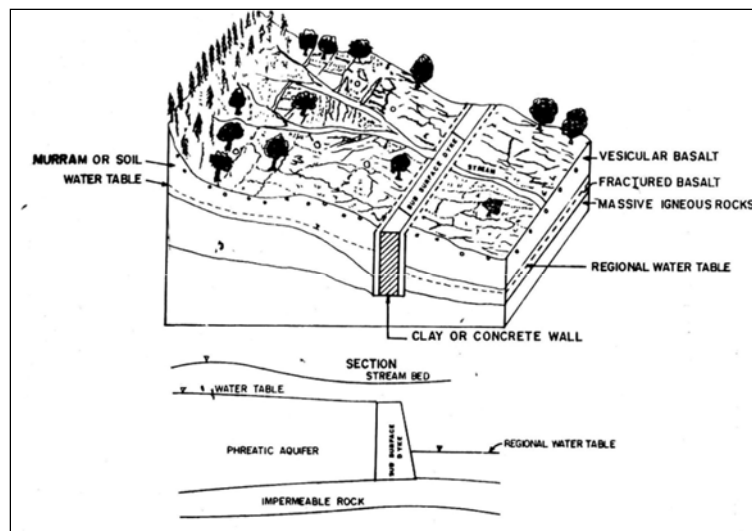 MURRAM OR SOIL
WATER TABLE
SUB SURFACE DYKE
STREAM
VESICULAR BASALT
FRACTURED BASALT
MASSIVE IGNEOUS ROCKS
REGIONAL WATER TABLE
CLAY OR CONCRETE WALL
SECTION
STREAM BED
WATER TABLE
PHREATIC AQUIFER
SUB SURFACE
DYKE
REGIONAL WATER TABLE
IMPERMEABLE ROCK